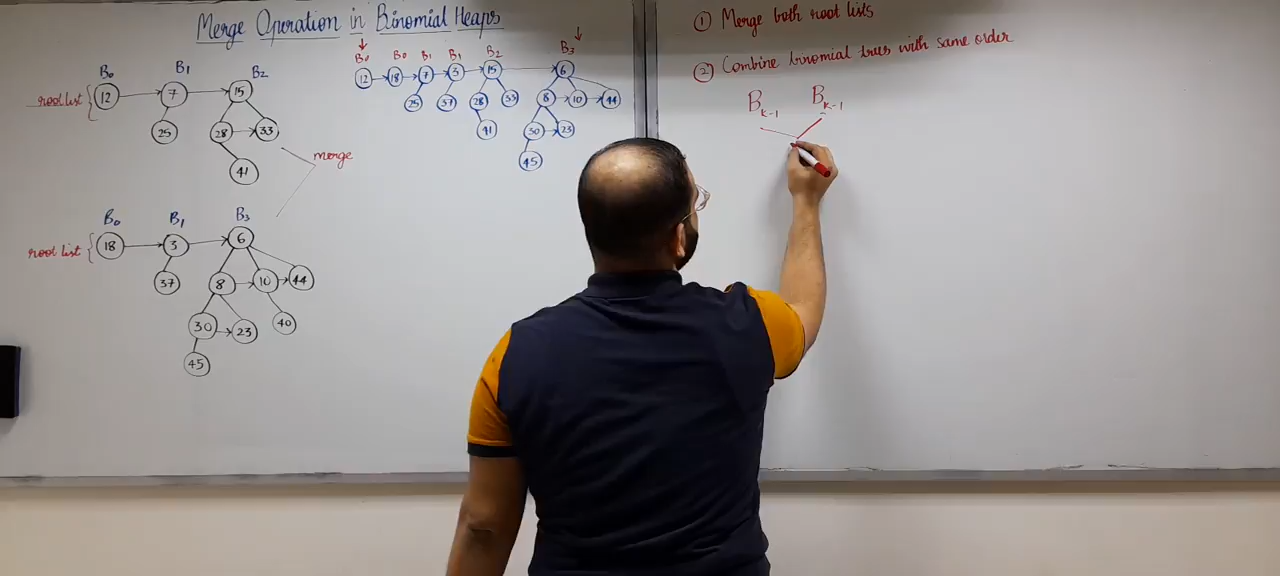 Merge Operation in Binomial Heaps
B₀ B₁ B₂
root list 12 7 15
25 28 33
41
merge
B₀ B₁ B₃
root list 18 3 6
37 8 10 44
30 23 40
45
B₀ B₀ B₁ B₁ B₂ B₃
12 18 7 3 15 6
25 37 28 33 8 10 44
41 30 23
45
① Merge both root lists
② Combine binomial trees with same order
Bₖ₋₁ Bₖ₋₁